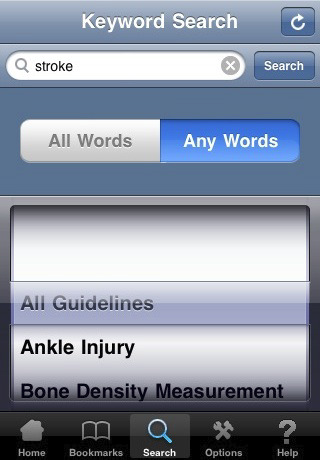 Keyword Search
stroke
Search
All Words
Any Words
All Guidelines
Ankle Injury
Bone Density Measurement
Home
Bookmarks
Search
Options
Help